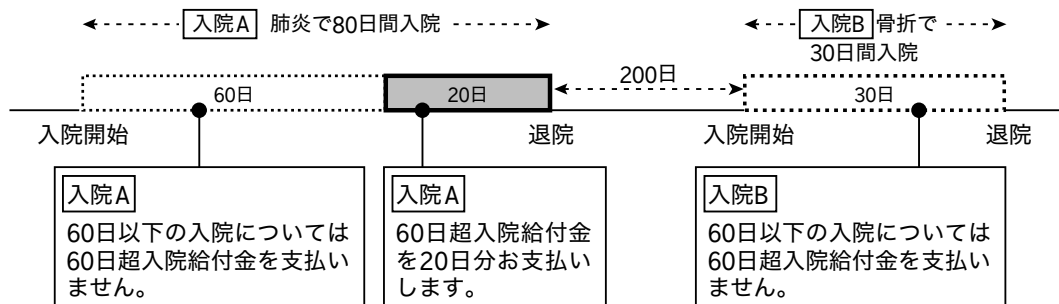 入院A 肺炎で80日間入院
入院B 骨折で
30日間入院
60日
20日
200日
30日
入院開始
退院
入院開始
退院
入院A
60日以下の入院については
60日超入院給付金を支払い
ません。
入院A
60日超入院給付金
を20日分お支払い
します。
入院B
60日以下の入院については
60日超入院給付金を支払い
ません。